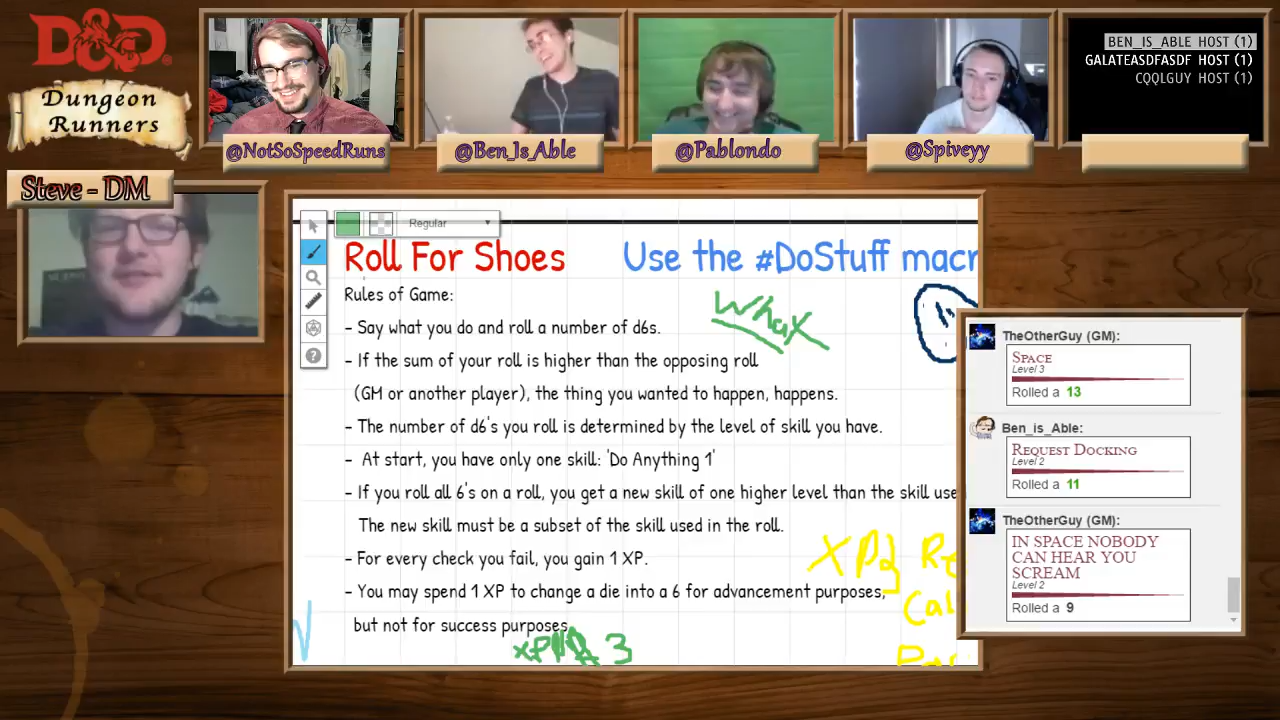 D&D
Dungeon
Runners
BEN_IS_ABLE HOST (1)
GALATEASDFASDF HOST (1)
CQQLGUY HOST (1)
@NotSoSpeedRuns
@Ben_Is_Able
@Pablondo
@Spiveyy
Steve - DM
Regular
Roll For Shoes
Use the #DoStuff macr
Rules of Game:
What
- Say what you do and roll a number of d6s.
- If the sum of your roll is higher than the opposing roll
(GM or another player), the thing you wanted to happen, happens.
- The number of d6's you roll is determined by the level of skill you have.
- At start, you have only one skill: 'Do Anything 1'
- If you roll all 6's on a roll, you get a new skill of one higher level than the skill use
The new skill must be a subset of the skill used in the roll.
- For every check you fail, you gain 1 XP.
- You may spend 1 XP to change a die into a 6 for advancement purposes,
but not for success purposes
XP
Re
Cal
XP
3
TheOtherGuy (GM):
SPACE
Level 3
Rolled a 13
Ben_is_Able:
REQUEST DOCKING
Level 2
Rolled a 11
TheOtherGuy (GM):
IN SPACE NOBODY
CAN HEAR YOU
SCREAM
Level 2
Rolled a 9